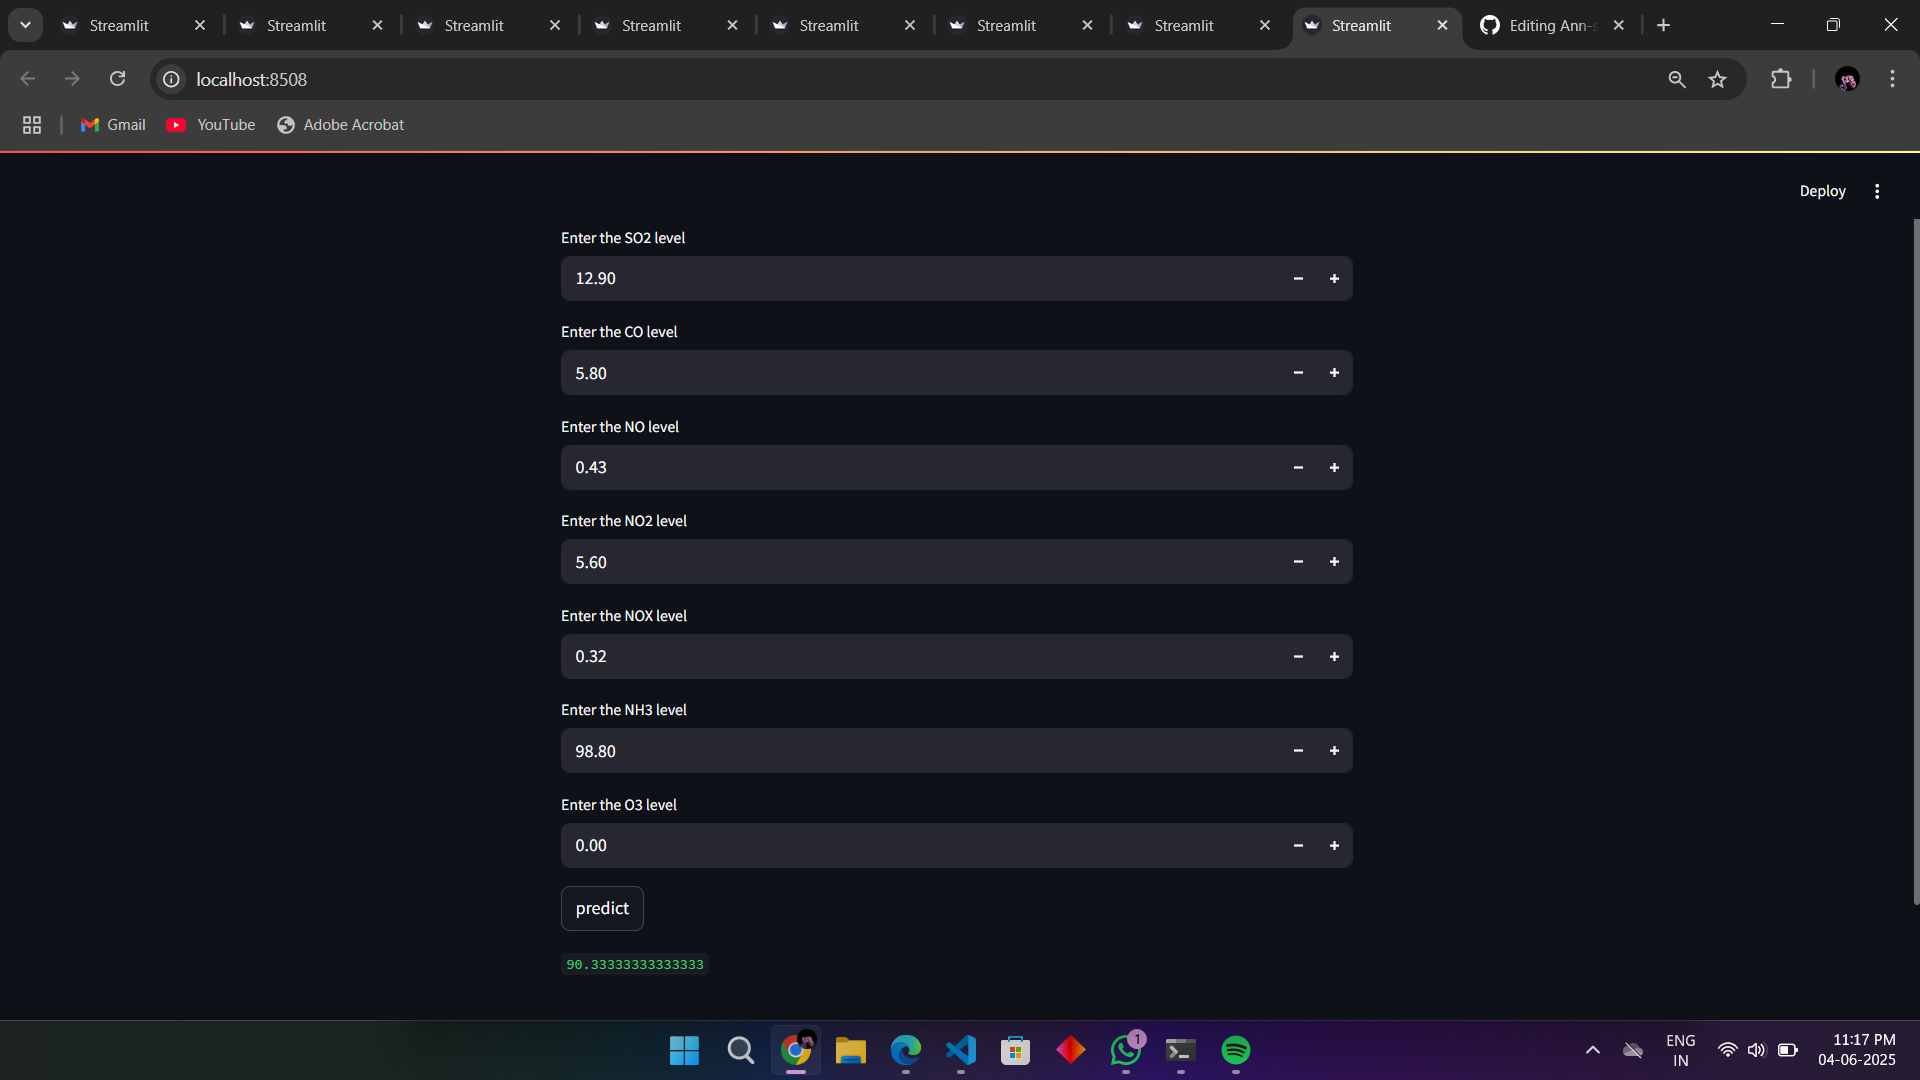 Streamlit Streamlit Streamlit Streamlit Streamlit Streamlit Streamlit Streamlit Editing Ann-s
localhost:8508
Gmail YouTube Adobe Acrobat
Deploy
Enter the SO2 level
12.90
Enter the CO level
5.80
Enter the NO level
0.43
Enter the NO2 level
5.60
Enter the NOX level
0.32
Enter the NH3 level
98.80
Enter the O3 level
0.00
predict
90.33333333333333
1
ENG
IN
11:17 PM
04-06-2025